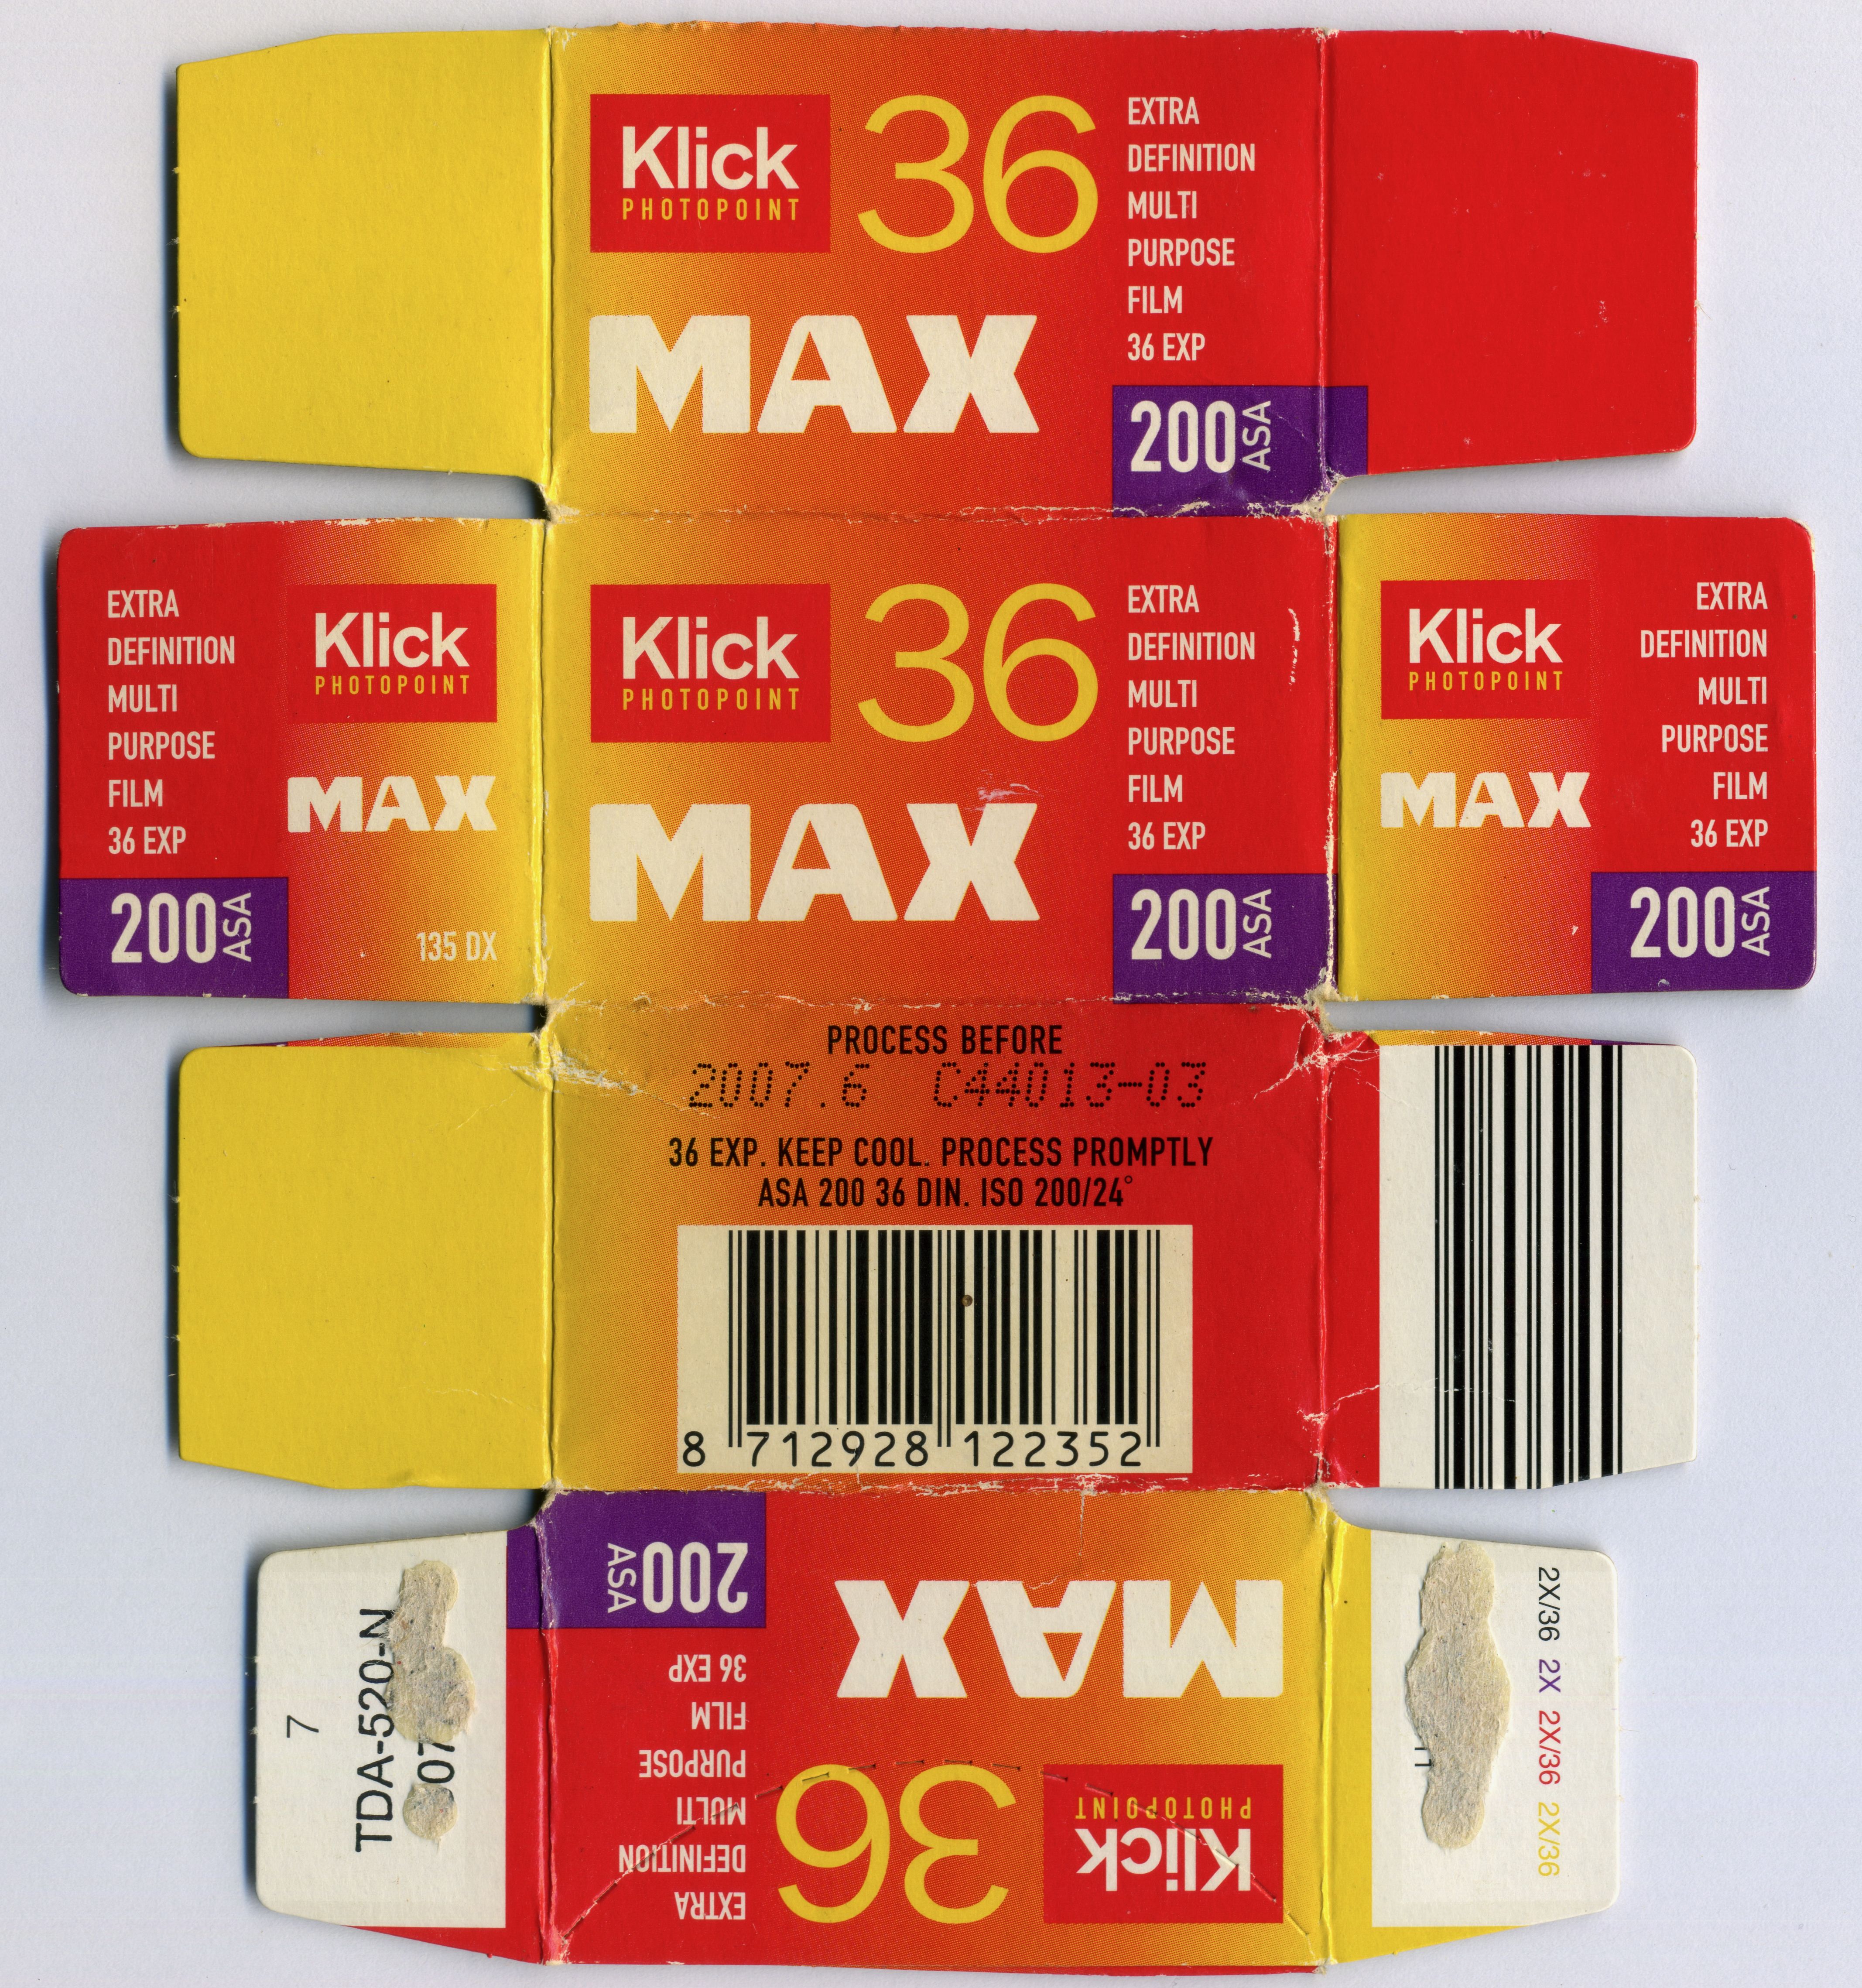 Klick
PHOTOPOINT
36
MAX
EXTRA
DEFINITION
MULTI
PURPOSE
FILM
36 EXP
200 ASA
EXTRA
DEFINITION
MULTI
PURPOSE
FILM
36 EXP
200 ASA
Klick
PHOTOPOINT
MAX
135 DX
Klick
PHOTOPOINT
36
MAX
EXTRA
DEFINITION
MULTI
PURPOSE
FILM
36 EXP
200 ASA
Klick
PHOTOPOINT
MAX
EXTRA
DEFINITION
MULTI
PURPOSE
FILM
36 EXP
200 ASA
PROCESS BEFORE
2007.6 C44013-03
36 EXP. KEEP COOL. PROCESS PROMPTLY
ASA 200 36 DIN. ISO 200/24°
8 712928 122352
7
TDA-520-N
Klick
PHOTOPOINT
36
MAX
EXTRA
DEFINITION
MULTI
PURPOSE
FILM
36 EXP
200 ASA
2X/36 2X 2X/36 2X/36